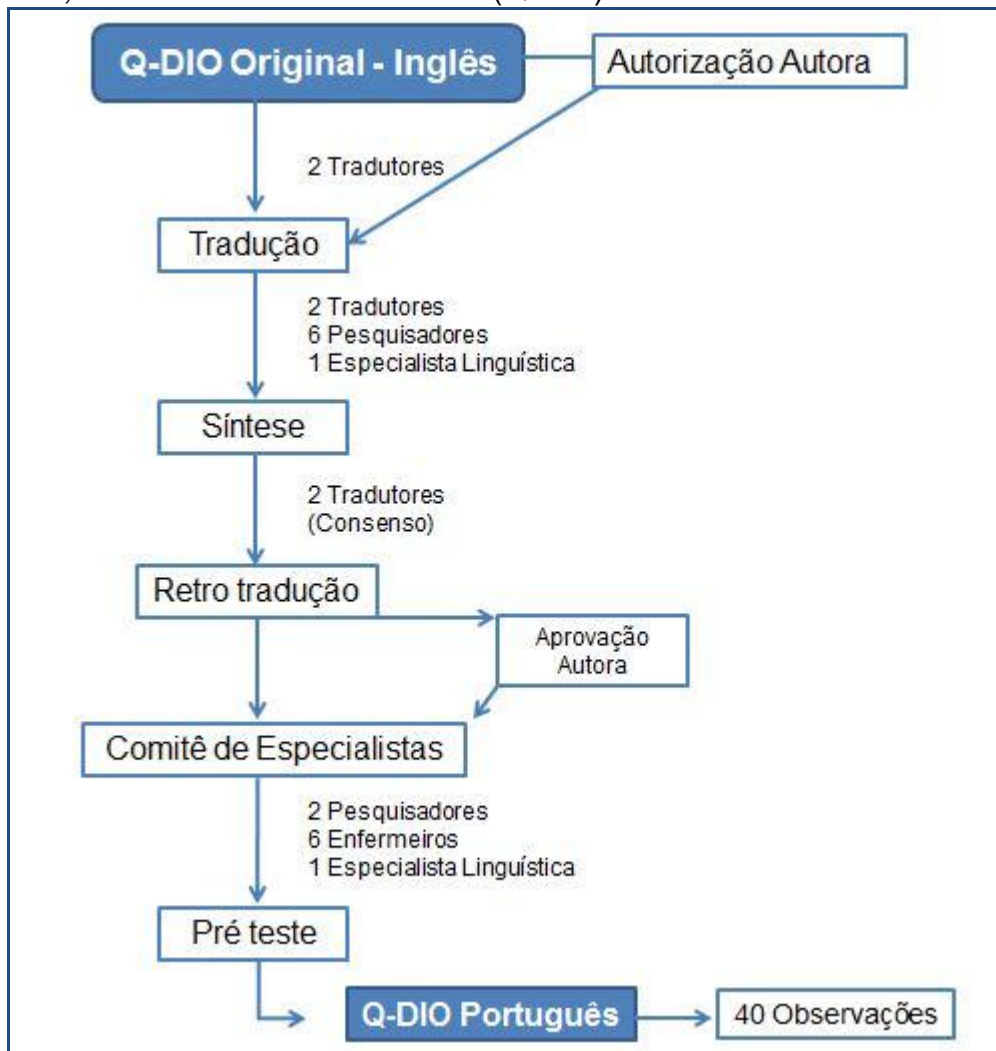 Q-DIO Original - Inglês
Autorização Autora
2 Tradutores
Tradução
2 Tradutores
6 Pesquisadores
1 Especialista Linguística
Síntese
2 Tradutores
(Consenso)
Retro tradução
Aprovação
Autora
Comitê de Especialistas
2 Pesquisadores
6 Enfermeiros
1 Especialista Linguística
Pré teste
Q-DIO Português
40 Observações